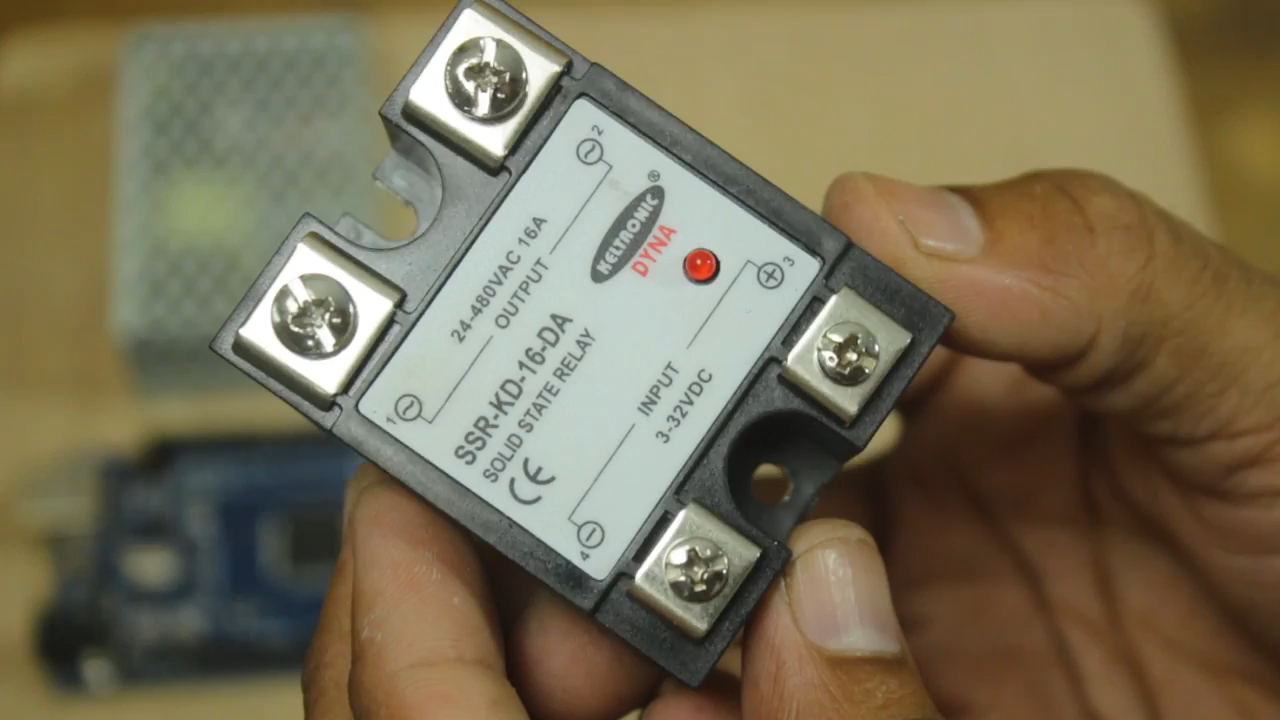 KELTRONIC ®
DYNA
2
24-480VAC 16A
OUTPUT
1
SSR-KD-16-DA
SOLID STATE RELAY
CE
3
INPUT
3-32VDC
4